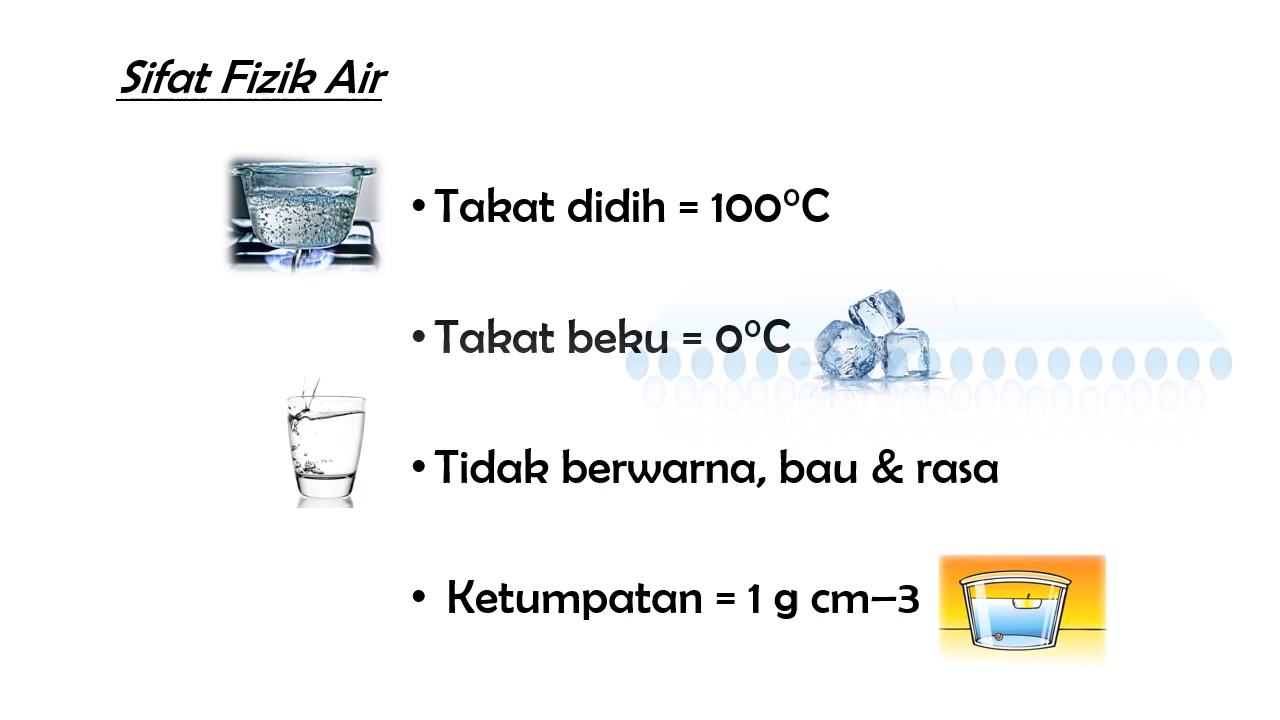 Sifat Fizik Air
• Takat didih = 100°C
• Takat beku = 0°C
• Tidak berwarna, bau & rasa
• Ketumpatan = 1 g cm–3